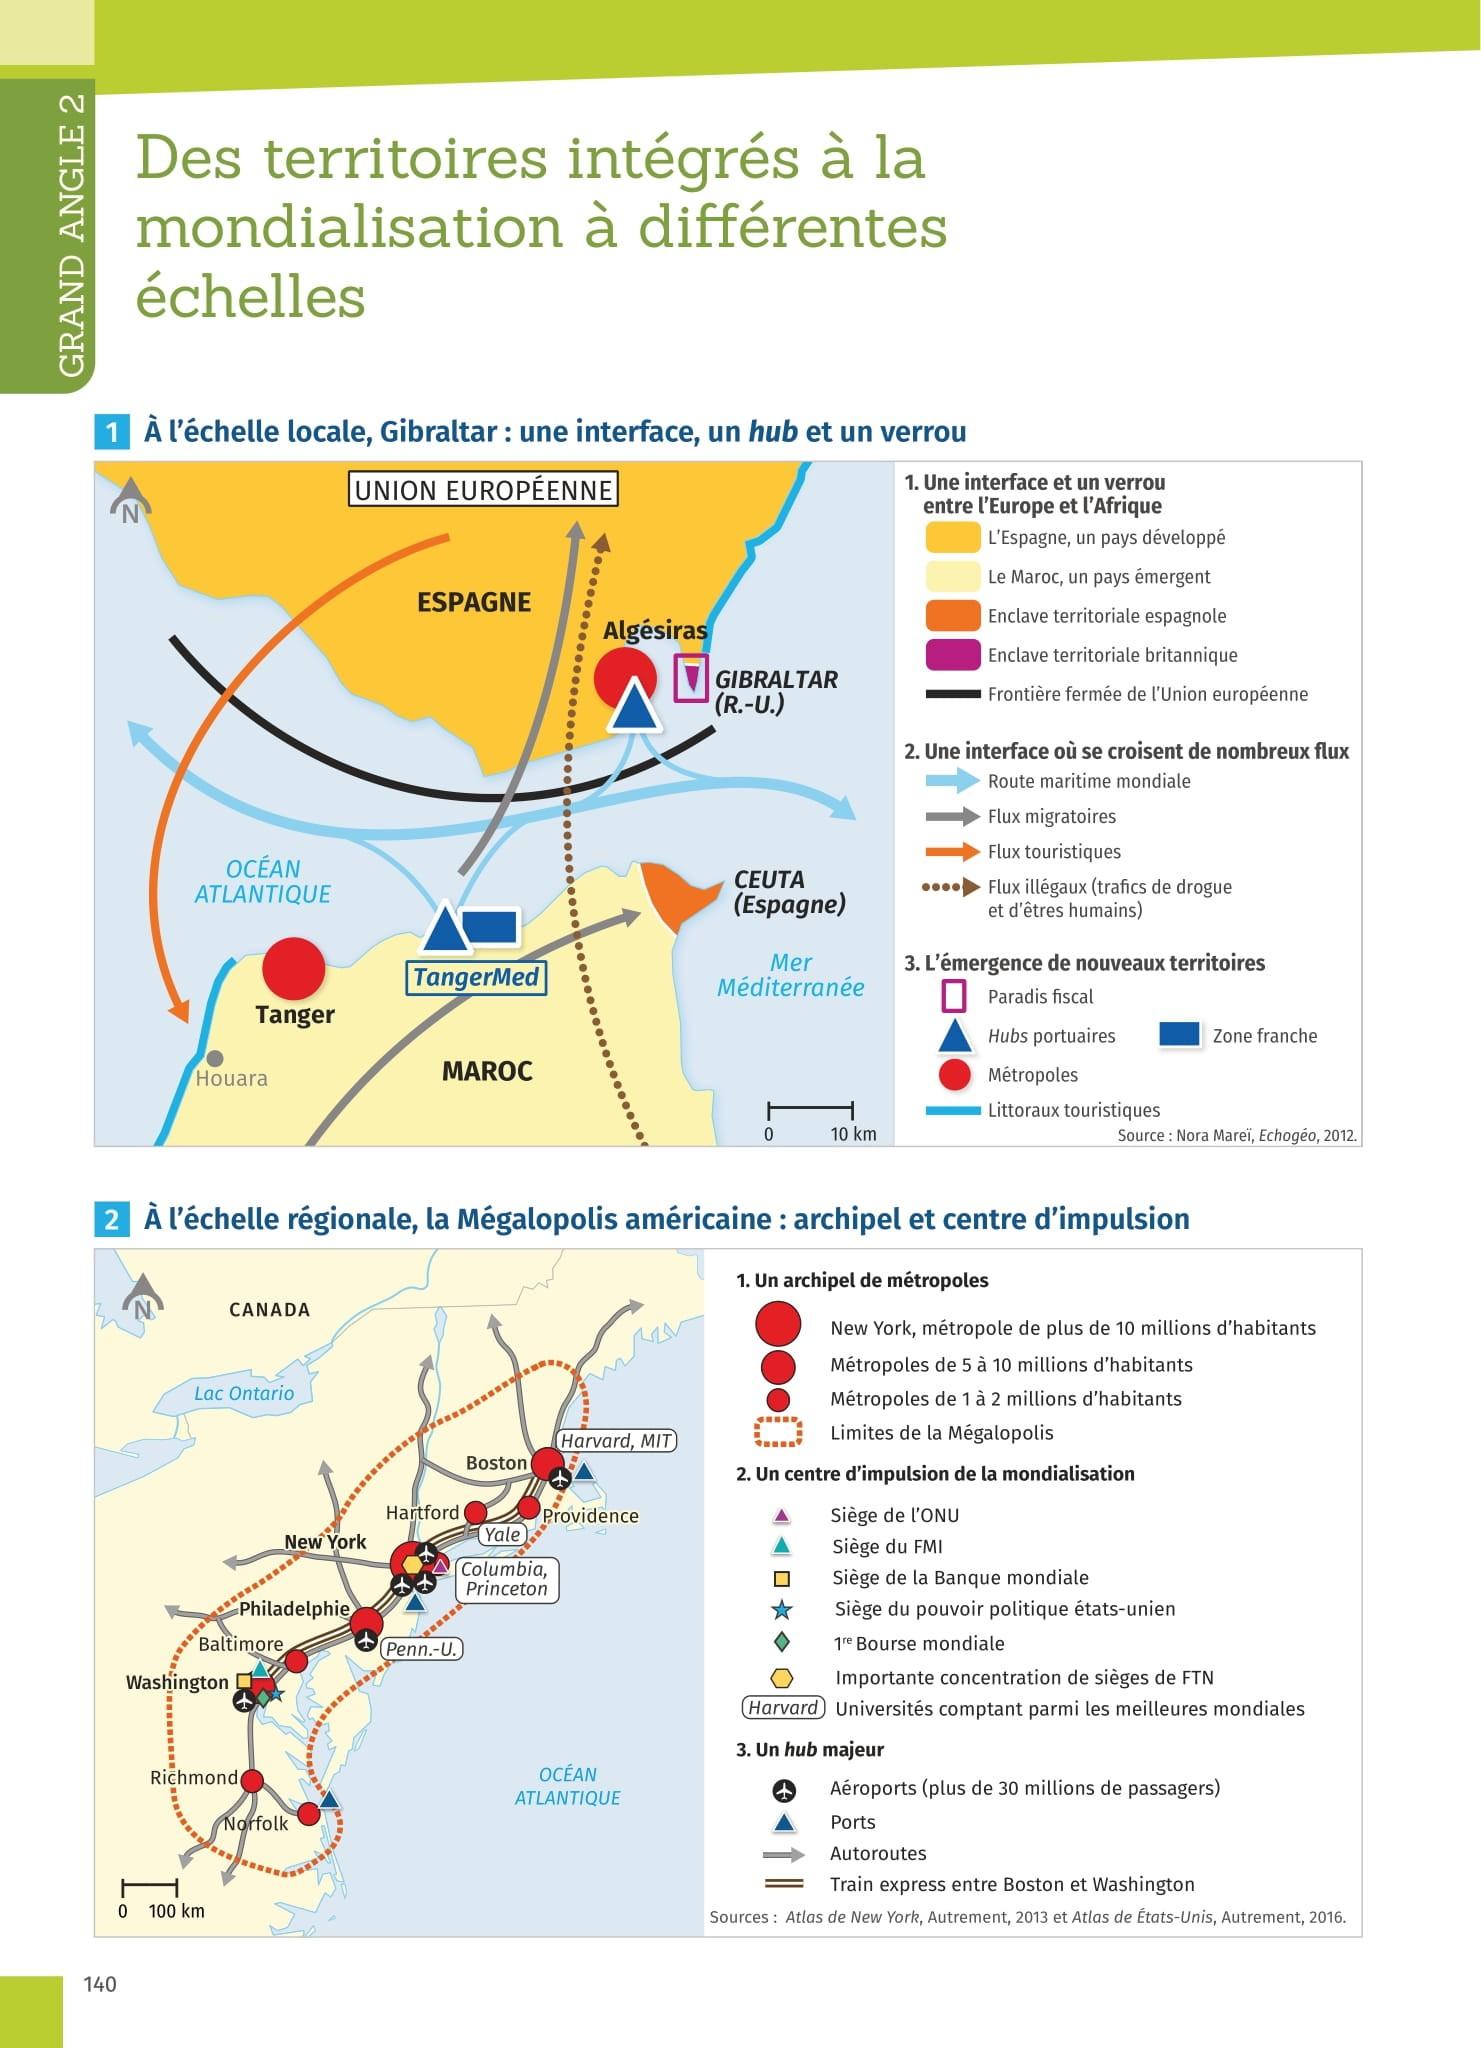 GRAND ANGLE 2
Des territoires intégrés à la
mondialisation à différentes
échelles
1 À l'échelle locale, Gibraltar : une interface, un hub et un verrou
N
UNION EUROPÉENNE
ESPAGNE
Algésiras
GIBRALTAR
(R.-U.)
OCÉAN
ATLANTIQUE
CEUTA
(Espagne)
Mer
Méditerranée
TangerMed
Tanger
Houara
MAROC
0 10 km
1. Une interface et un verrou
entre l'Europe et l'Afrique
L'Espagne, un pays développé
Le Maroc, un pays émergent
Enclave territoriale espagnole
Enclave territoriale britannique
Frontière fermée de l'Union européenne
2. Une interface où se croisent de nombreux flux
Route maritime mondiale
Flux migratoires
Flux touristiques
Flux illégaux (trafics de drogue
et d'êtres humains)
3. L'émergence de nouveaux territoires
Paradis fiscal
Hubs portuaires Zone franche
Métropoles
Littoraux touristiques
Source : Nora Mareï, Echogéo, 2012.
2 À l'échelle régionale, la Mégalopolis américaine : archipel et centre d'impulsion
N
CANADA
Lac Ontario
Harvard, MIT
Boston
Hartford
Providence
Yale
New York
Columbia,
Princeton
Philadelphie
Penn.-U.
Baltimore
Washington
Richmond
Norfolk
OCÉAN
ATLANTIQUE
0 100 km
1. Un archipel de métropoles
New York, métropole de plus de 10 millions d'habitants
Métropoles de 5 à 10 millions d'habitants
Métropoles de 1 à 2 millions d'habitants
Limites de la Mégalopolis
2. Un centre d'impulsion de la mondialisation
Siège de l'ONU
Siège du FMI
Siège de la Banque mondiale
Siège du pouvoir politique états-unien
1re Bourse mondiale
Importante concentration de sièges de FTN
Harvard Universités comptant parmi les meilleures mondiales
3. Un hub majeur
Aéroports (plus de 30 millions de passagers)
Ports
Autoroutes
Train express entre Boston et Washington
Sources : Atlas de New York, Autrement, 2013 et Atlas de États-Unis, Autrement, 2016.
140